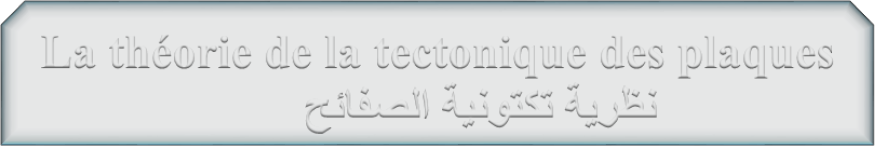 La théorie de la tectonique des plaques
نظرية تكتونية الصفائح